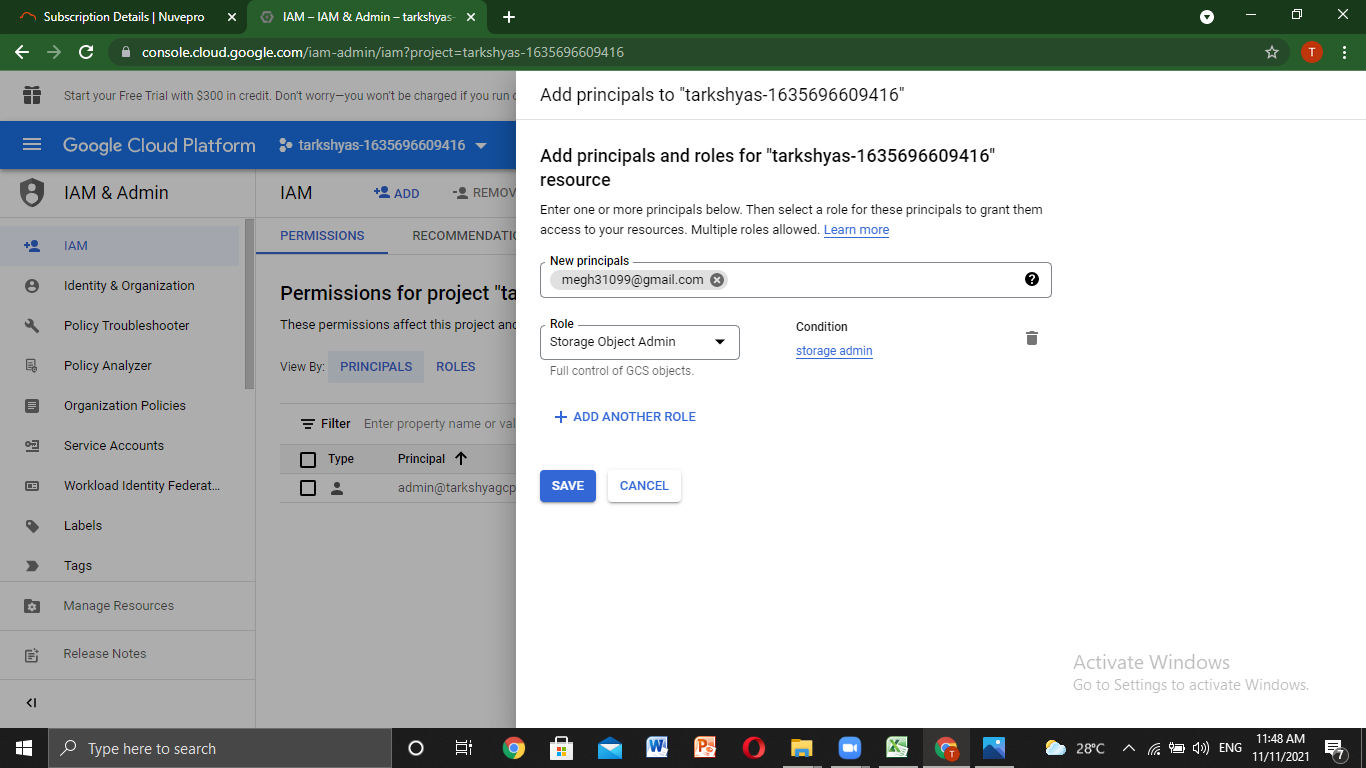 Subscription Details | Nuvepro
IAM – IAM & Admin – tarkshyas-
console.cloud.google.com/iam-admin/iam?project=tarkshyas-1635696609416
T
Start your Free Trial with $300 in credit. Don't worry—you won't be charged if you run
Google Cloud Platform
tarkshyas-1635696609416
IAM & Admin
IAM
Identity & Organization
Policy Troubleshooter
Policy Analyzer
Organization Policies
Service Accounts
Workload Identity Federat...
Labels
Tags
Manage Resources
Release Notes
IAM
ADD
REMOV
PERMISSIONS
RECOMMENDATIO
Permissions for project "ta
These permissions affect this project and
View By:
PRINCIPALS
ROLES
Filter
Enter property name or val
Type
Principal
admin@tarkshyagcp
Add principals to "tarkshyas-1635696609416"
Add principals and roles for "tarkshyas-1635696609416"
resource
Enter one or more principals below. Then select a role for these principals to grant them
access to your resources. Multiple roles allowed. Learn more
New principals
megh31099@gmail.com
Role
Storage Object Admin
Full control of GCS objects.
Condition
storage admin
ADD ANOTHER ROLE
SAVE
CANCEL
Activate Windows
Go to Settings to activate Windows.
Type here to search
28°C
ENG
11:48 AM
11/11/2021
7